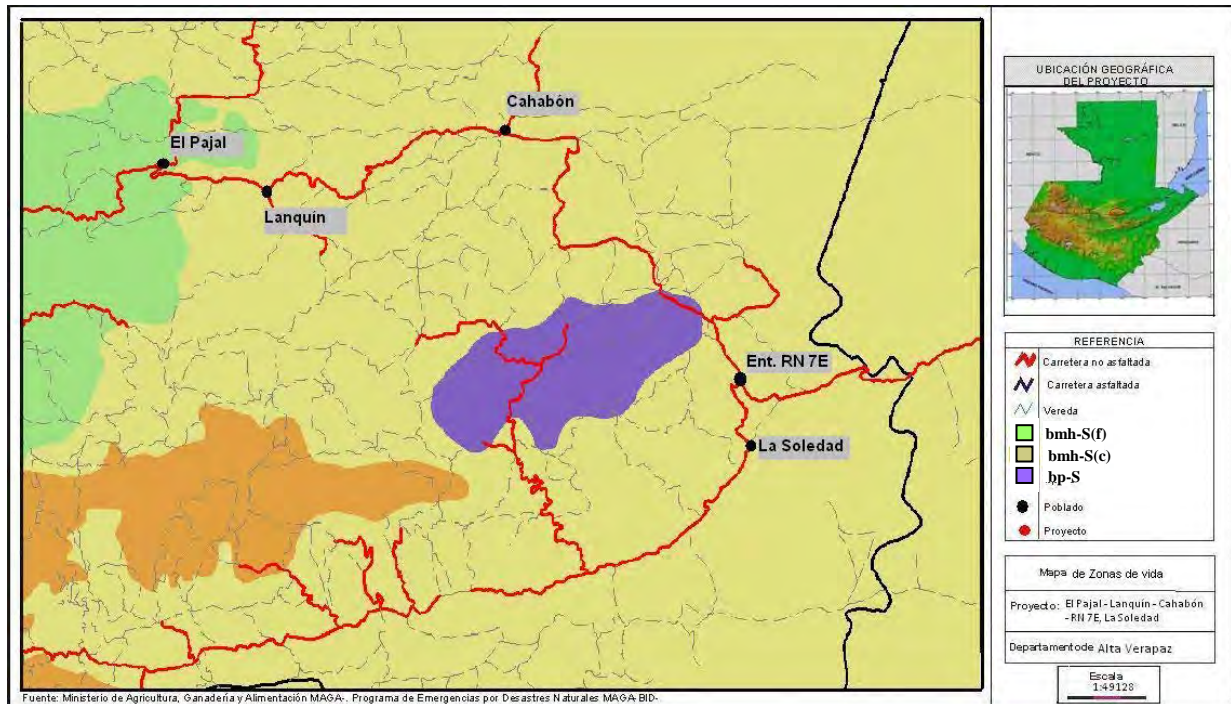 Cahabón
El Pajal
Lanquín
Ent. RN 7E
La Soledad
Fuente: Ministerio de Agricultura, Ganadería y Alimentación MAGA-. Programa de Emergencias por Desastres Naturales MAGA-BID-
UBICACIÓN GEOGRÁFICA
DEL PROYECTO
REFERENCIA
Carretera no asfaltada
Carretera asfaltada
Vereda
bmh-S(f)
bmh-S(c)
bp-S
Poblado
Proyecto
Mapa de Zonas de vida
Proyecto: El Pajal - Lanquín - Cahabón
- RN 7E, La Soledad
Departamento de Alta Verapaz
Escala
1:49128